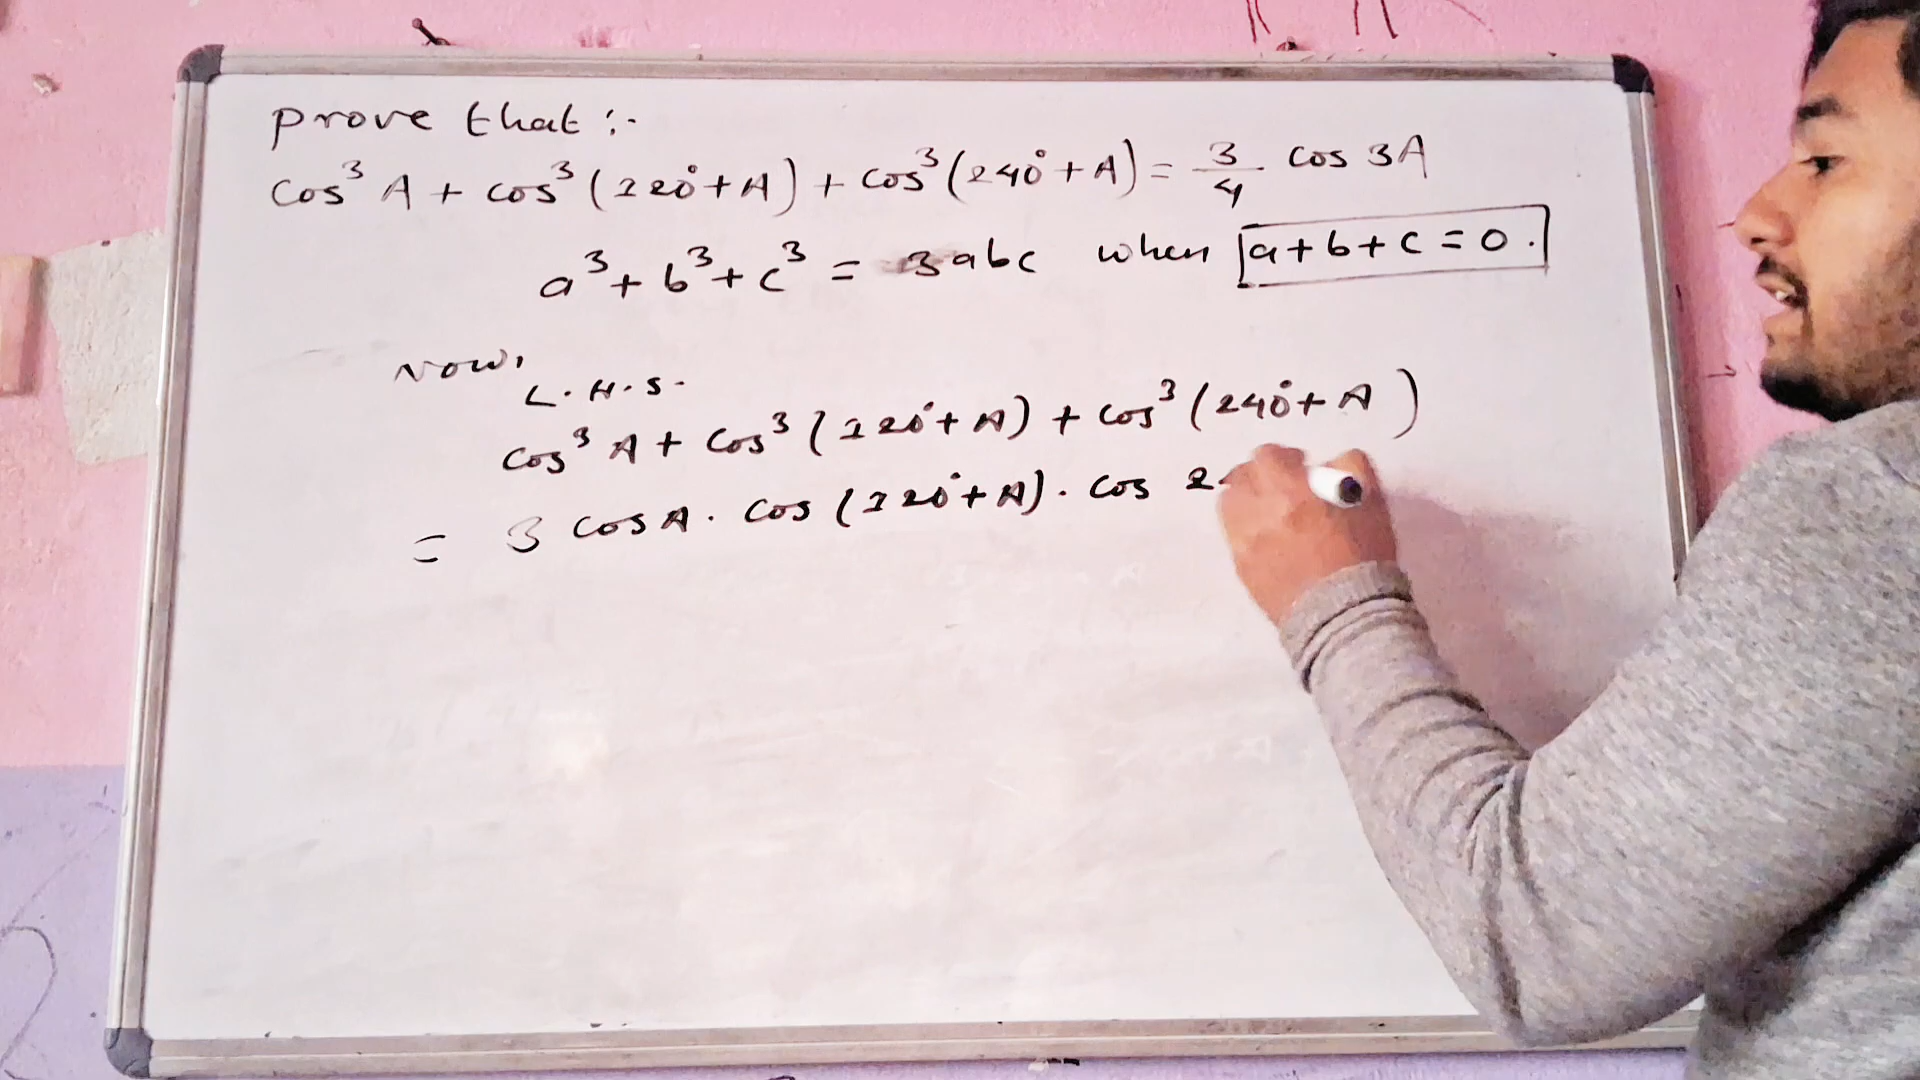 prove that :-
cos³ A + cos³ (120° + A) + cos³ (240° + A) = 3/4 cos 3A
a³ + b³ + c³ = 3abc when a + b + c = 0.
Now,
L.H.S.
cos³ A + cos³ (120° + A) + cos³ (240° + A)
= 3 cos A . cos (120° + A) . cos 2